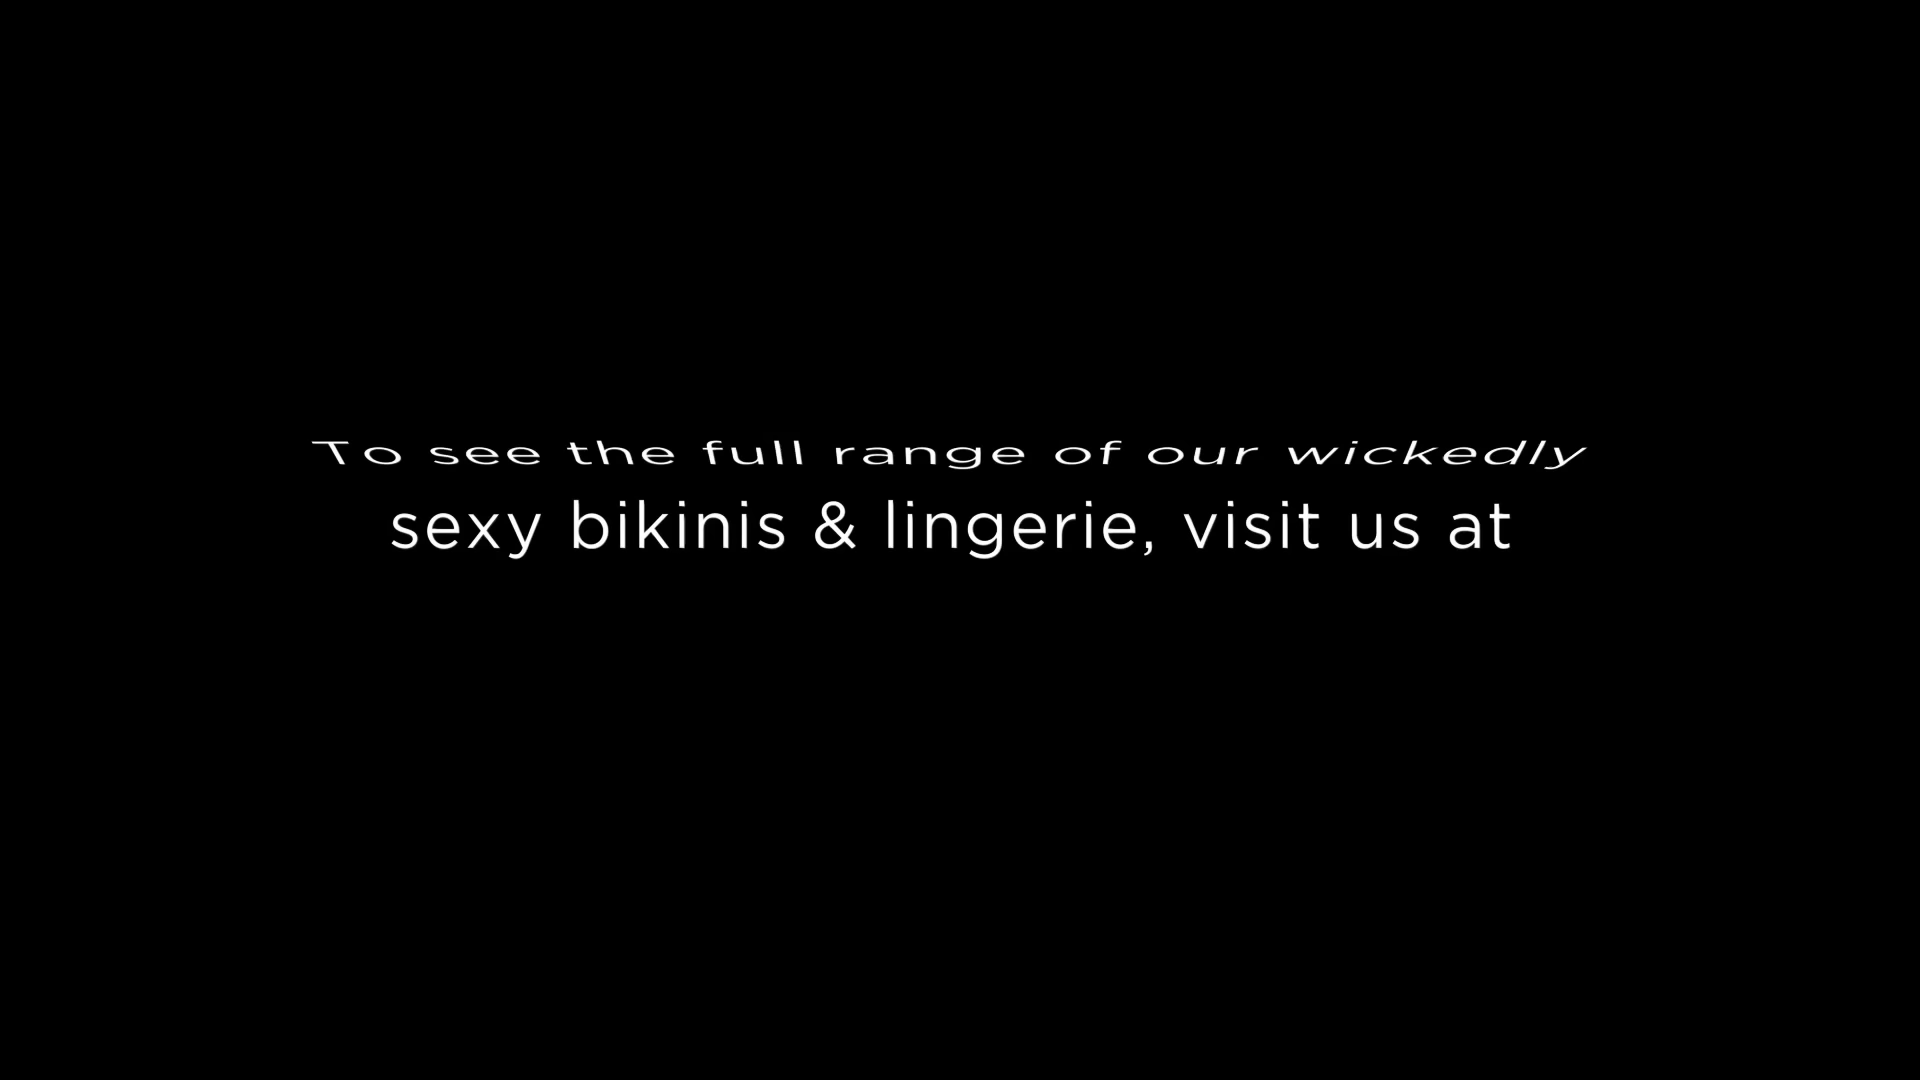 To see the full range of our wickedly
sexy bikinis & lingerie, visit us at